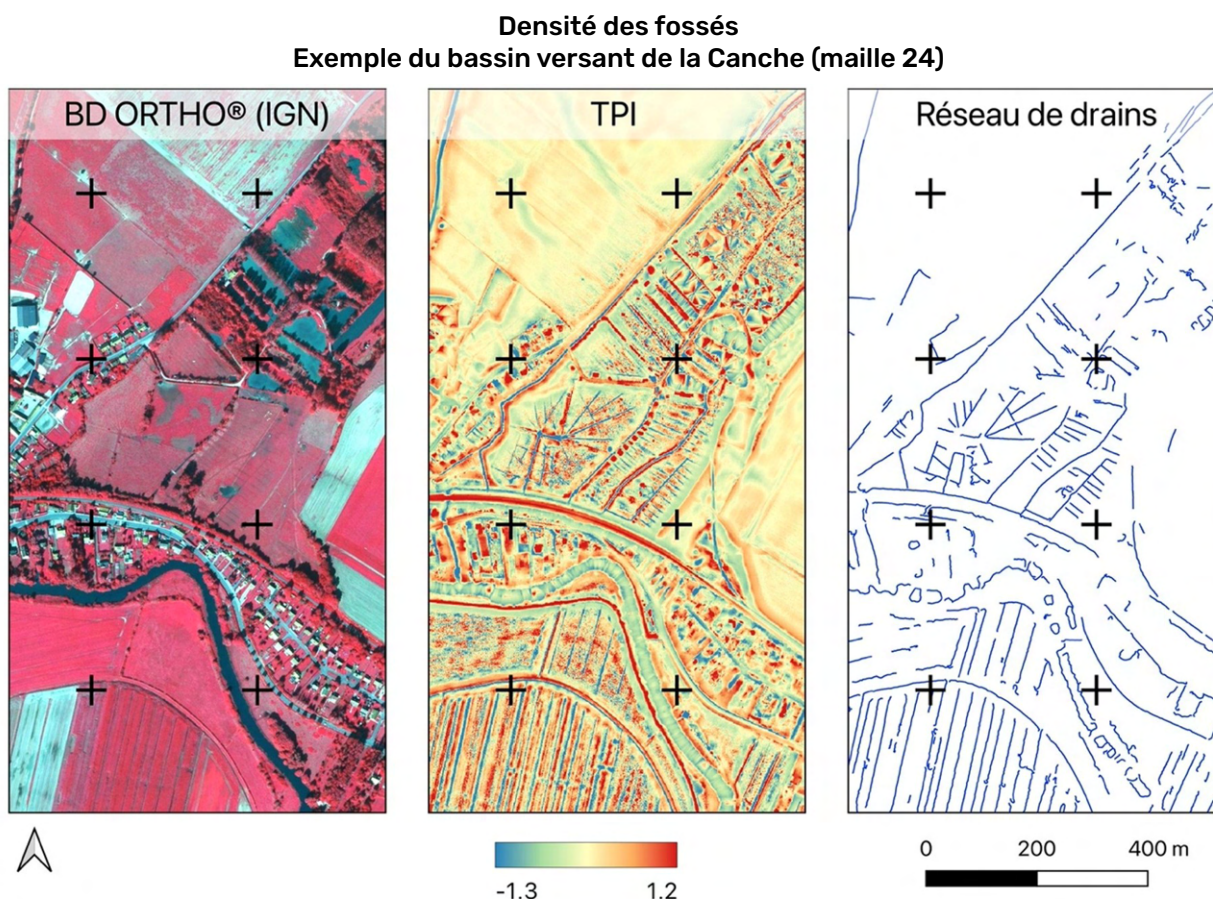 Densité des fossés
Exemple du bassin versant de la Canche (maille 24)
BD ORTHO® (IGN)
TPI
Réseau de drains
-1.3
1.2
0
200
400 m